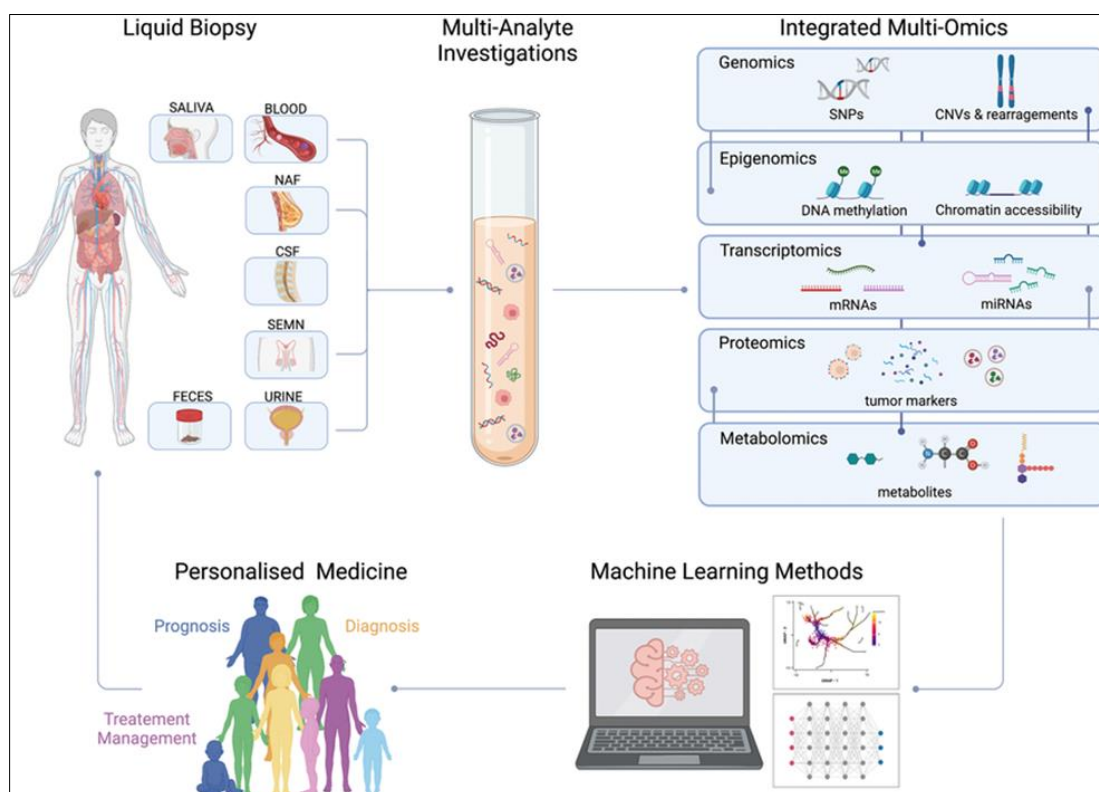 Liquid Biopsy
Multi-Analyte
Investigations
Integrated Multi-Omics
SALIVA
BLOOD
NAF
CSF
SEMN
FECES
URINE
Genomics
SNPs
CNVs & rearragements
Epigenomics
Me
Me
DNA methylation
Chromatin accessibility
Transcriptomics
mRNAs
miRNAs
Proteomics
tumor markers
Metabolomics
N
C
C
O
O
metabolites
Personalised Medicine
Prognosis
Diagnosis
Treatement
Management
Machine Learning Methods